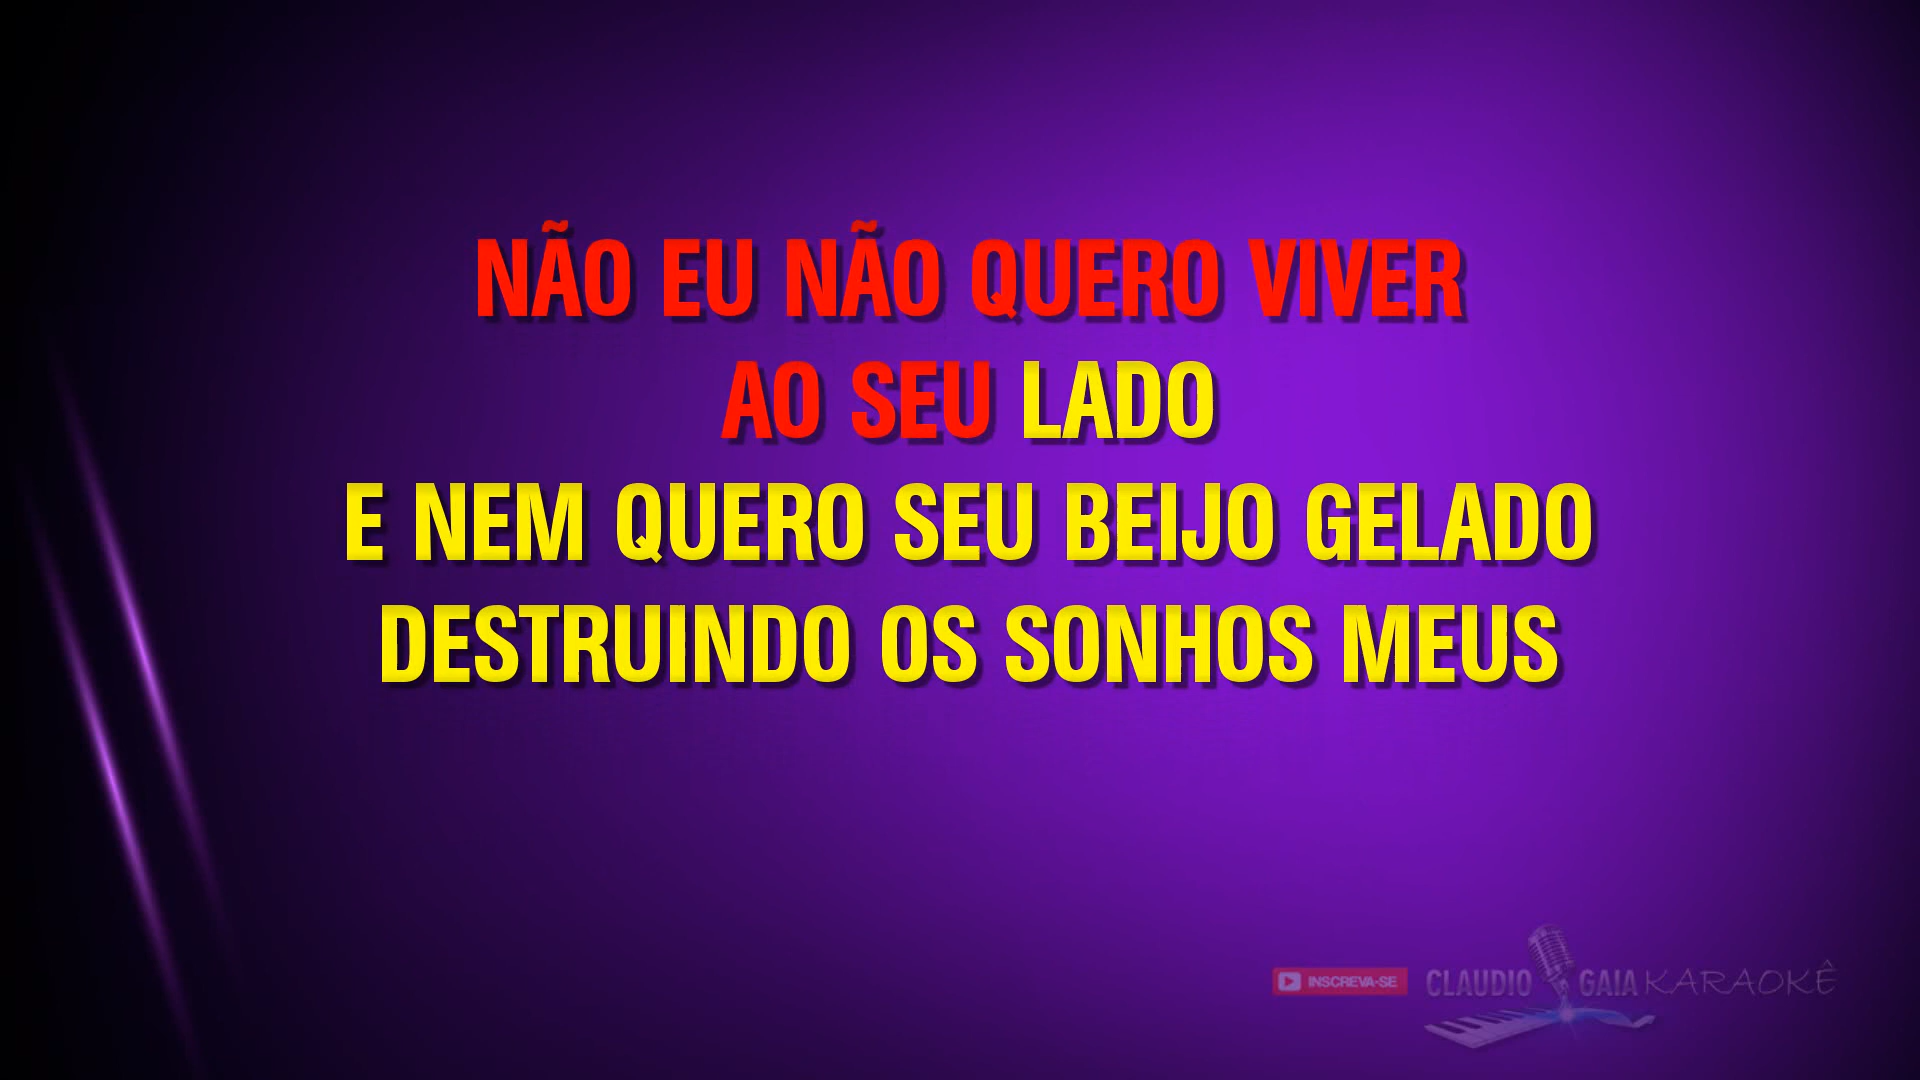 NÃO EU NÃO QUERO VIVER
AO SEU LADO
E NEM QUERO SEU BEIJO GELADO
DESTRUINDO OS SONHOS MEUS
INSCREVA-SE CLAUDIO GAIA KARAOKÊ